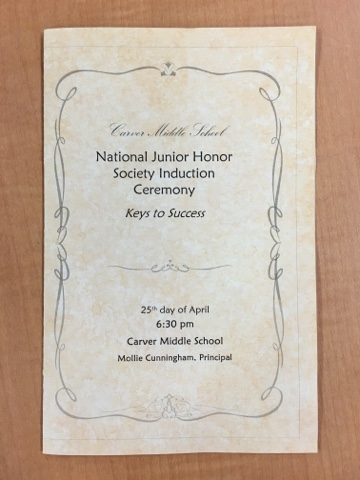 Carver Middle School
National Junior Honor
Society Induction
Ceremony
Keys to Success
25th day of April
6:30 pm
Carver Middle School
Mollie Cunningham, Principal